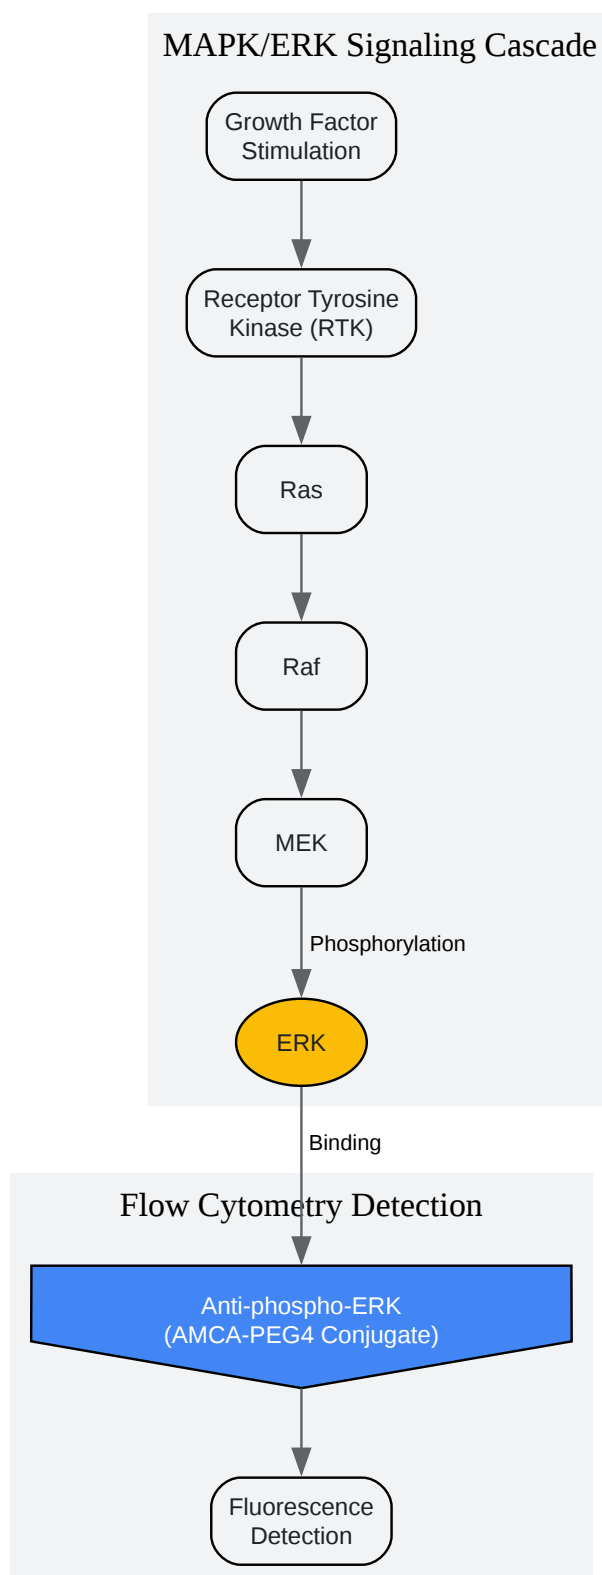 MAPK/ERK Signaling Cascade
Growth Factor
Stimulation
Receptor Tyrosine
Kinase (RTK)
Ras
Raf
MEK
Phosphorylation
ERK
Binding
Flow Cytometry Detection
Anti-phospho-ERK
(AMCA-PEG4 Conjugate)
Fluorescence
Detection